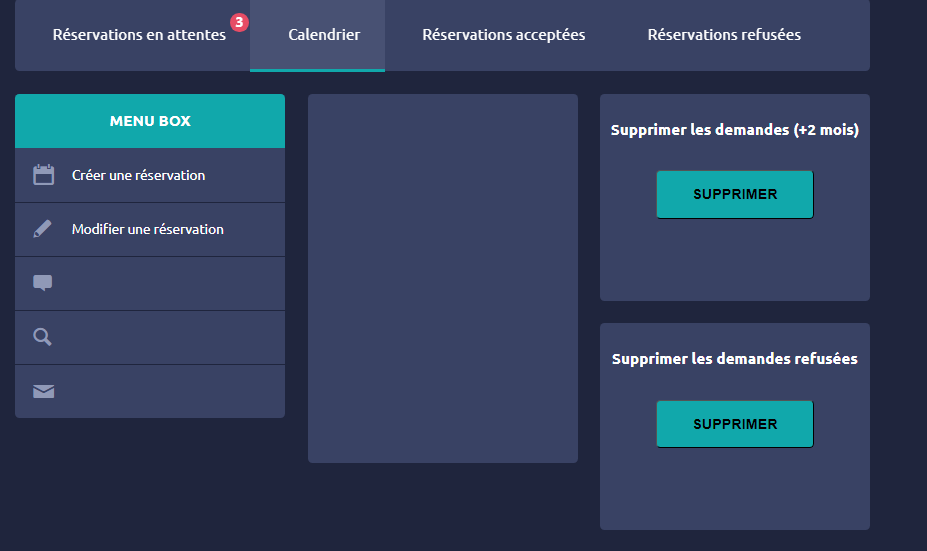 Réservations en attentes 3 Calendrier Réservations acceptées Réservations refusées
MENU BOX
Créer une réservation
Modifier une réservation
Supprimer les demandes (+2 mois)
SUPPRIMER
Supprimer les demandes refusées
SUPPRIMER